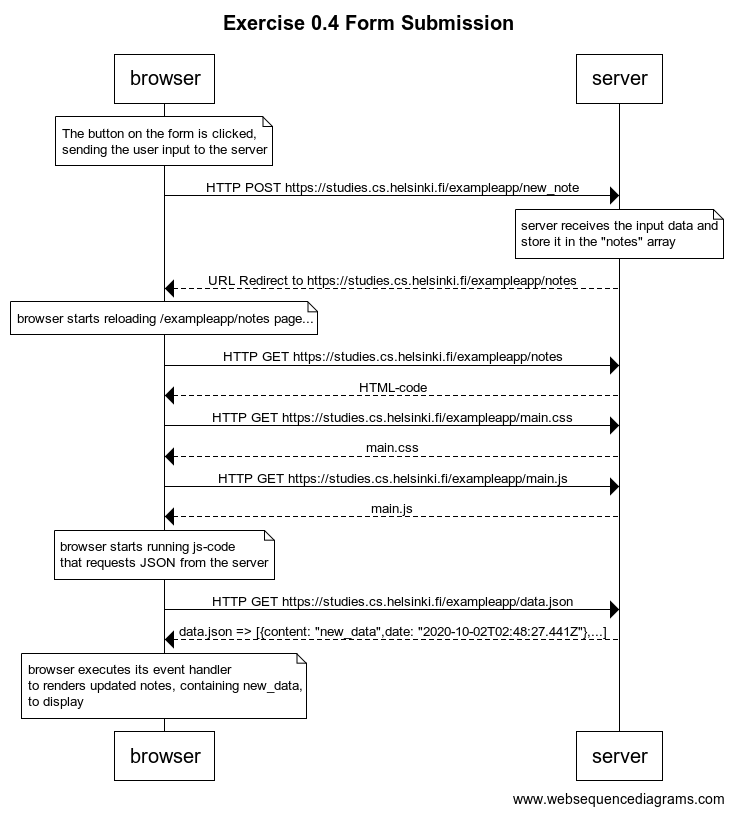 Exercise 0.4 Form Submission
browser
server
The button on the form is clicked,
sending the user input to the server
HTTP POST https://studies.cs.helsinki.fi/exampleapp/new_note
server receives the input data and
store it in the "notes" array
URL Redirect to https://studies.cs.helsinki.fi/exampleapp/notes
browser starts reloading /exampleapp/notes page...
HTTP GET https://studies.cs.helsinki.fi/exampleapp/notes
HTML-code
HTTP GET https://studies.cs.helsinki.fi/exampleapp/main.css
main.css
HTTP GET https://studies.cs.helsinki.fi/exampleapp/main.js
main.js
browser starts running js-code
that requests JSON from the server
HTTP GET https://studies.cs.helsinki.fi/exampleapp/data.json
data.json => [{content: "new_data",date: "2020-10-02T02:48:27.441Z"},...]
browser executes its event handler
to renders updated notes, containing new_data,
to display
browser
server
www.websequencediagrams.com